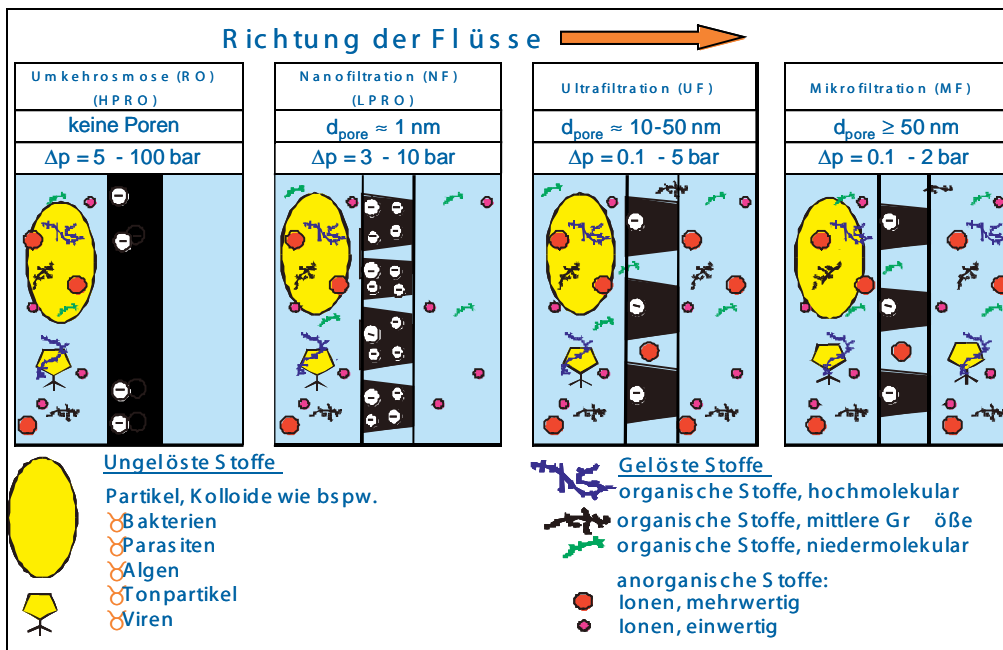 Richtung der Flüsse
Umkehrosmose (RO)
(HPRO)
keine Poren
Δp = 5 - 100 bar
Nanofiltration (NF)
(LPRO)
dpore ≈ 1 nm
Δp = 3 - 10 bar
Ultrafiltration (UF)
dpore ≈ 10-50 nm
Δp = 0.1 - 5 bar
Mikrofiltration (MF)
dpore ≥ 50 nm
Δp = 0.1 - 2 bar
Ungelöste Stoffe
Partikel, Kolloide wie bspw.
Bakterien
Parasiten
Algen
Tonpartikel
Viren
Gelöste Stoffe
organische Stoffe, hochmolekular
organische Stoffe, mittlere Gr öße
organische Stoffe, niedermolekular
anorganische Stoffe:
Ionen, mehrwertig
Ionen, einwertig